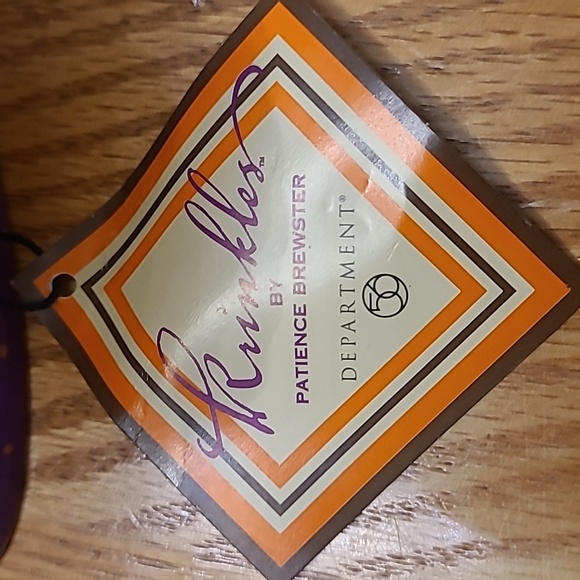 Krinkles™
BY
PATIENCE BREWSTER
DEPARTMENT®
56